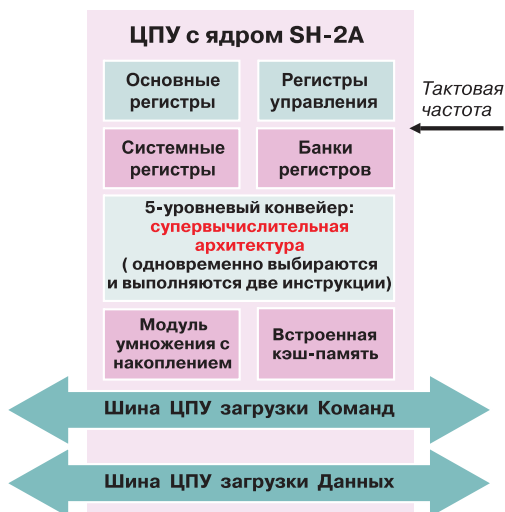 ЦПУ с ядром SH-2A
Основные
регистры
Регистры
управления
Тактовая
частота
Системные
регистры
Банки
регистров
5-уровневый конвейер:
супервычислительная
архитектура
( одновременно выбираются
и выполняются две инструкции)
Модуль
умножения с
накоплением
Встроенная
кэш-память
Шина ЦПУ загрузки Команд
Шина ЦПУ загрузки Данных